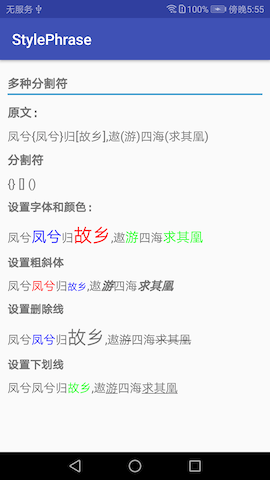 无服务 100% 傍晚5:55
StylePhrase
多种分割符
原文：
凤兮{凤兮}归[故乡],遨(游)四海(求其凰)
分割符
{} [] ()
设置字体和颜色：
凤兮凤兮归故乡,遨游四海求其凰
设置粗斜体
凤兮凤兮归故乡,遨游四海求其凰
设置删除线
凤兮凤兮归故乡,遨游四海求其凰
设置下划线
凤兮凤兮归故乡,遨游四海求其凰